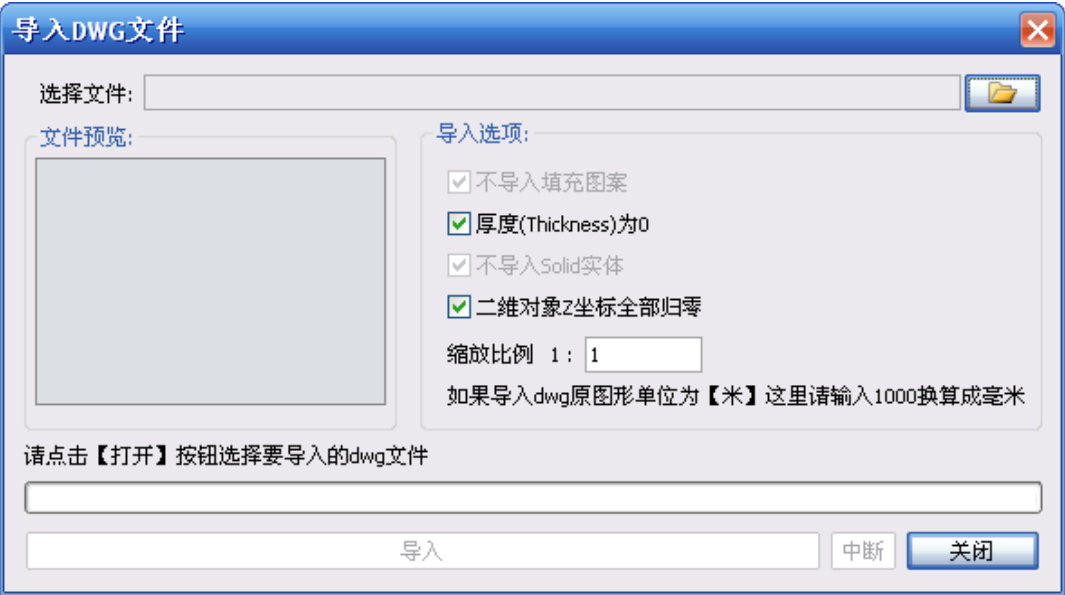 导入DWG文件
选择文件:
文件预览:
导入选项:
不导入填充图案
厚度(Thickness)为0
不导入Solid实体
二维对象Z坐标全部归零
缩放比例 1: 1
如果导入dwg原图形单位为【米】这里请输入1000换算成毫米
请点击【打开】按钮选择要导入的dwg文件
导入 中断 关闭